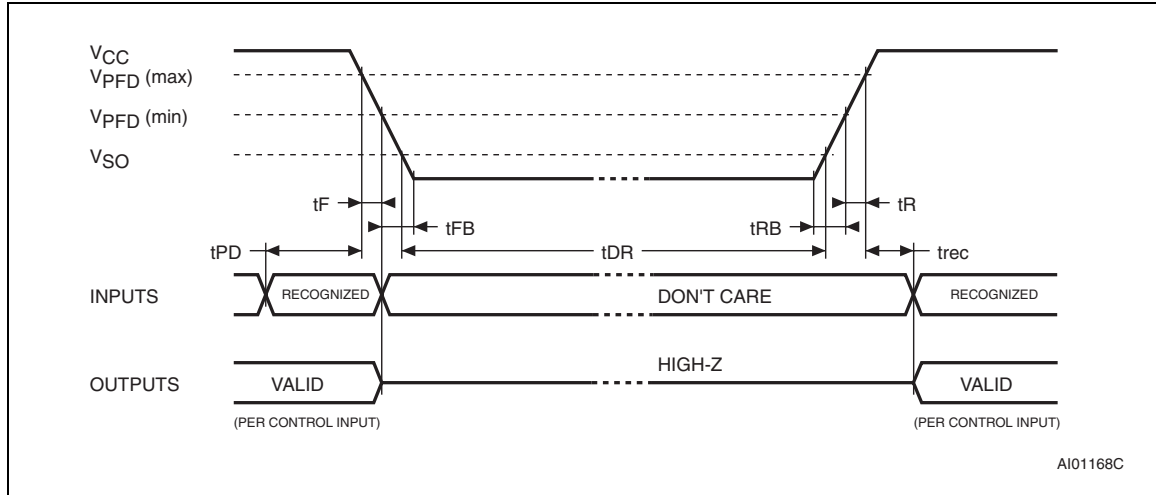 VCC
VPFD (max)
VPFD (min)
VSO
tF
tR
tFB
tRB
tPD
tDR
trec
INPUTS
RECOGNIZED
DON'T CARE
RECOGNIZED
HIGH-Z
OUTPUTS
VALID
VALID
(PER CONTROL INPUT)
(PER CONTROL INPUT)
AI01168C